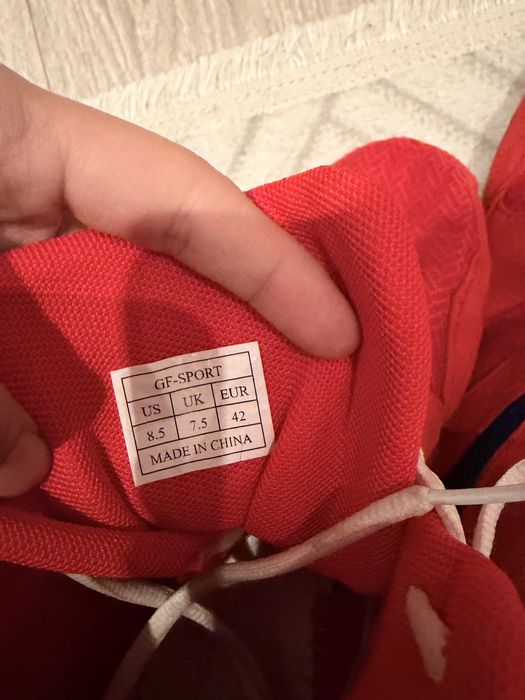 GF-SPORT
US UK EUR
8.5 7.5 42
MADE IN CHINA